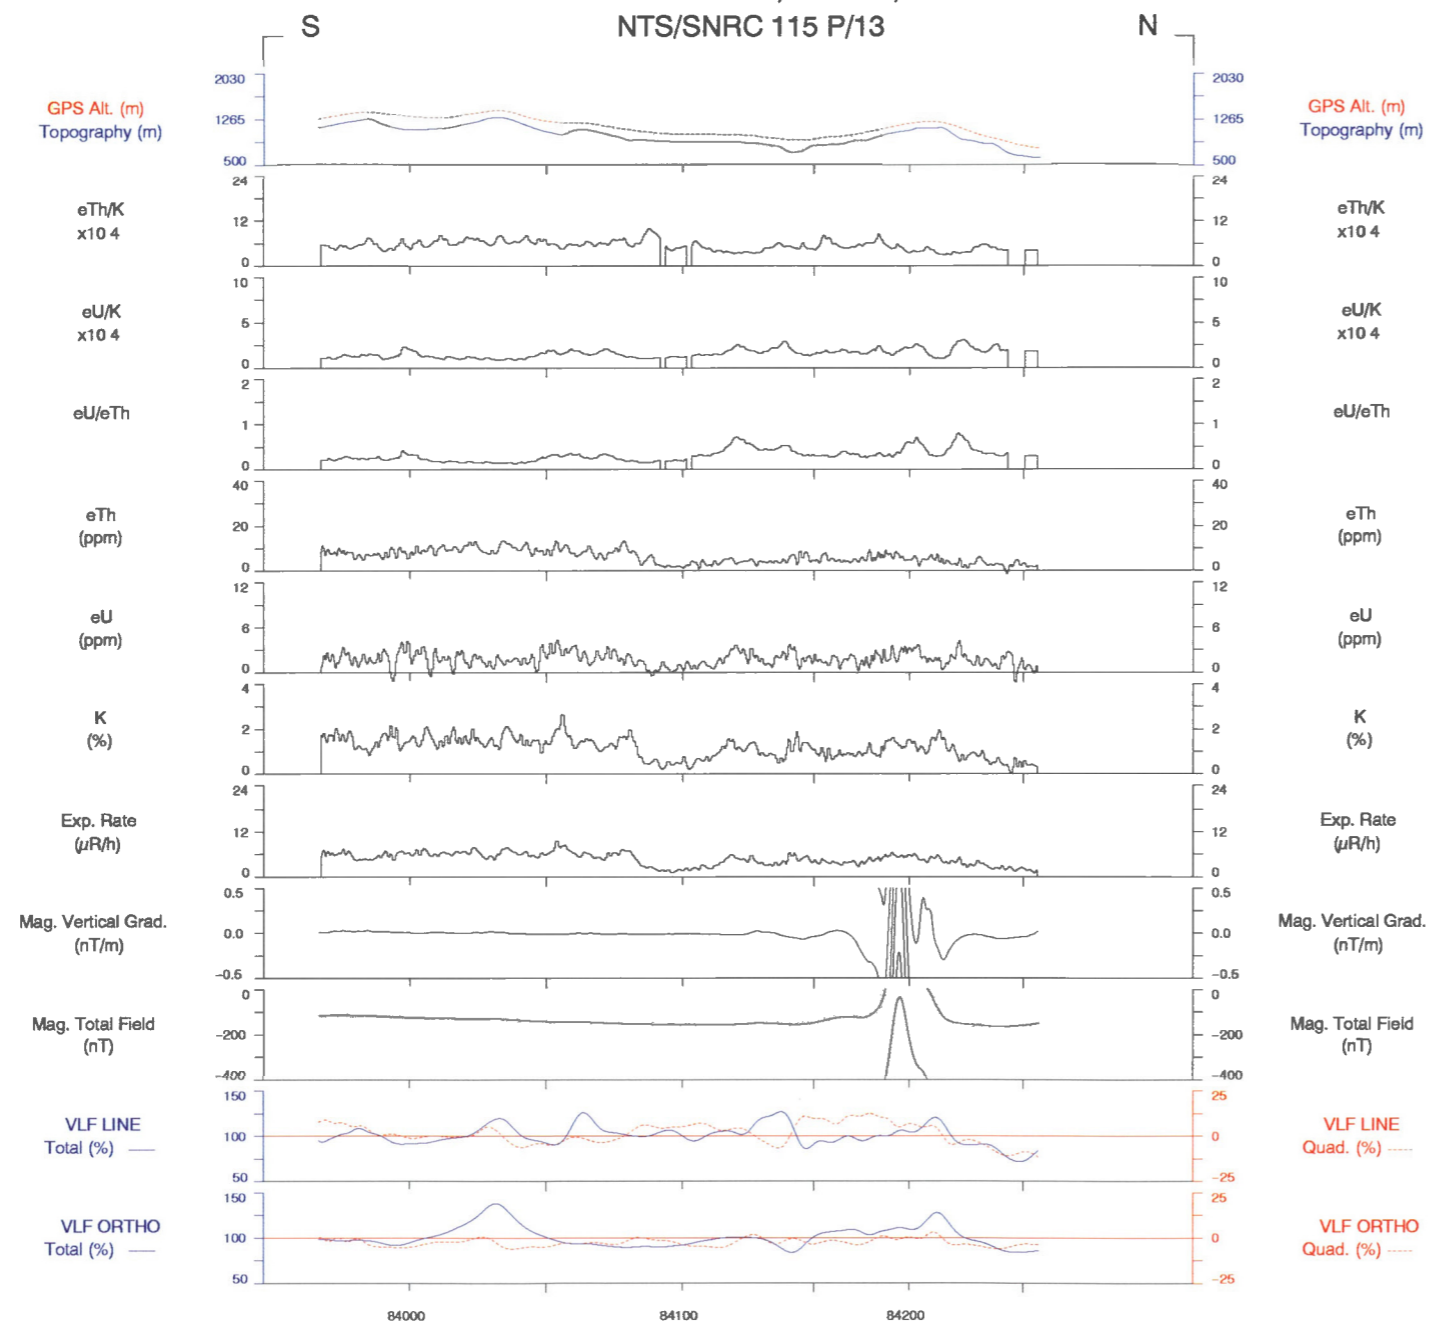 S NTS/SNRC 115 P/13 N
GPS Alt. (m)
Topography (m)
2030
1265
500
2030
1265
500
GPS Alt. (m)
Topography (m)
eTh/K
x10 4
24
12
0
24
12
0
eTh/K
x10 4
eU/K
x10 4
10
5
0
10
5
0
eU/K
x10 4
eU/eTh
2
1
0
2
1
0
eU/eTh
eTh
(ppm)
40
20
0
40
20
0
eTh
(ppm)
eU
(ppm)
12
6
0
12
6
0
eU
(ppm)
K
(%)
4
2
0
4
2
0
K
(%)
Exp. Rate
(µR/h)
24
12
0
24
12
0
Exp. Rate
(µR/h)
Mag. Vertical Grad.
(nT/m)
0.5
0.0
-0.5
0.5
0.0
-0.5
Mag. Vertical Grad.
(nT/m)
Mag. Total Field
(nT)
0
-200
-400
0
-200
-400
Mag. Total Field
(nT)
VLF LINE
Total (%)
150
100
50
25
0
-25
VLF LINE
Quad. (%)
VLF ORTHO
Total (%)
150
100
50
25
0
-25
VLF ORTHO
Quad. (%)
84000 84100 84200